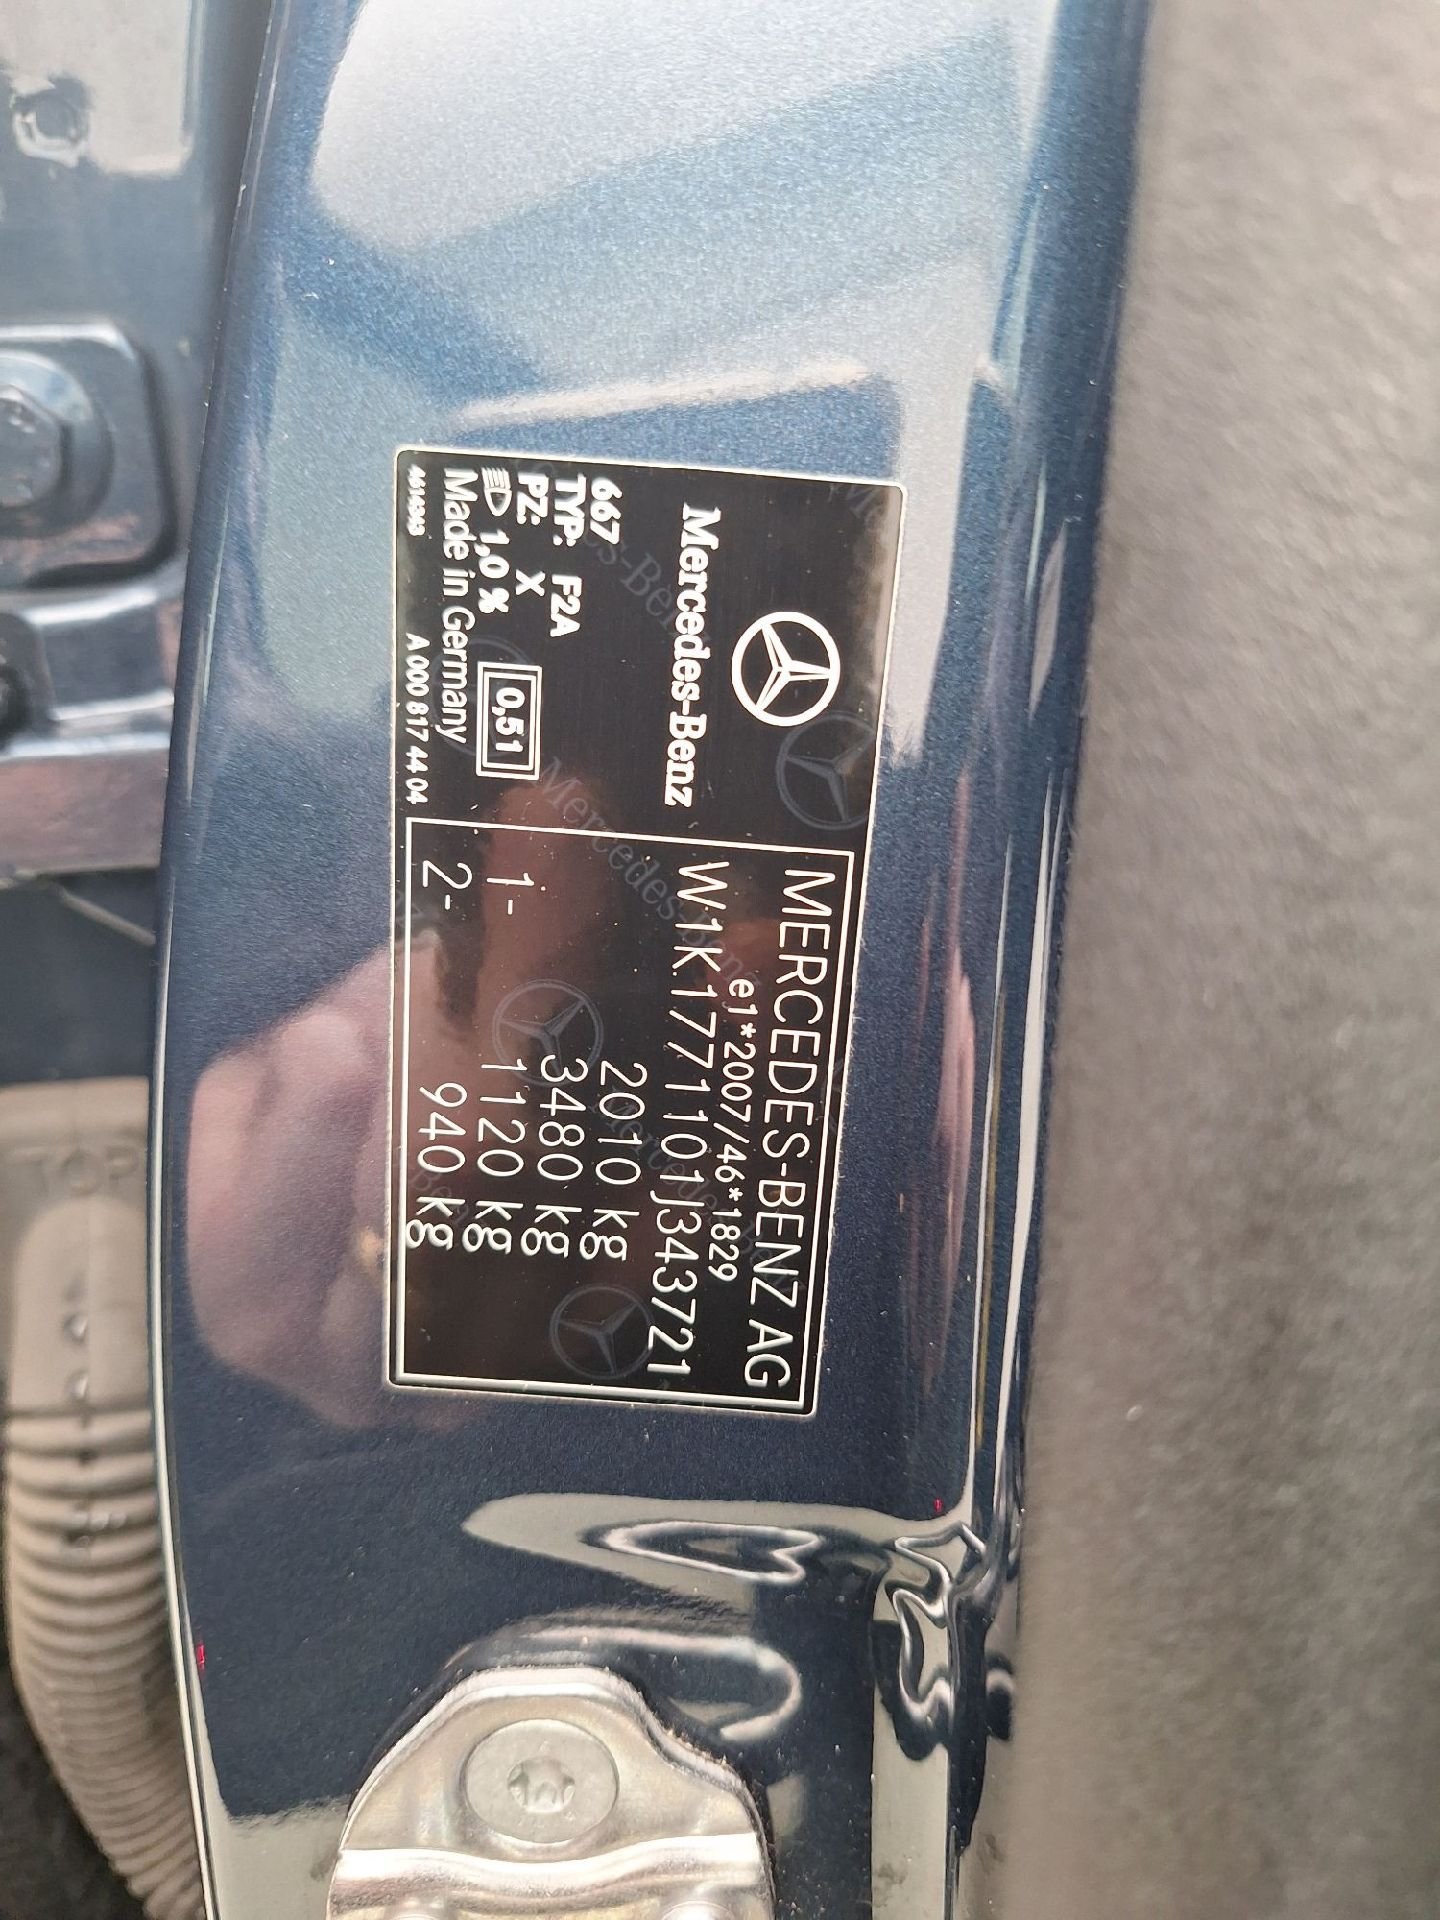 Mercedes-Benz
667
TYP: F2A
PZ: X
1,0 %
0,51
Made in Germany
A 000 817 44 04
MERCEDES-BENZ AG
e1*2007/46*1829
W1K1771101J343721
2010 kg
3480 kg
1- 1120 kg
2- 940 kg
TOP